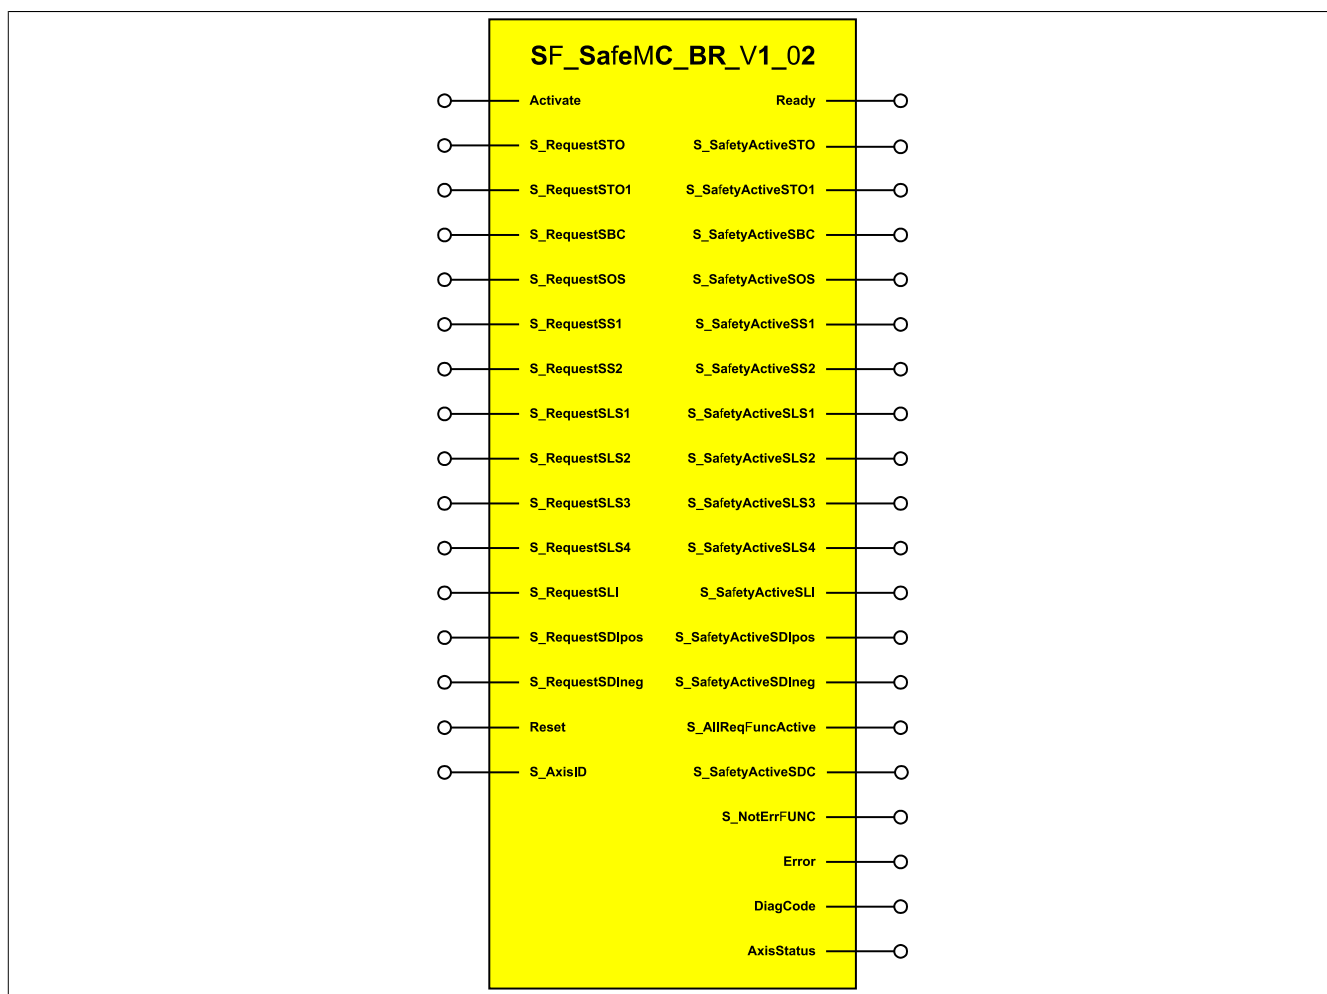 SF_SafeMC_BR_V1_02
Activate Ready
S_RequestSTO S_SafetyActiveSTO
S_RequestSTO1 S_SafetyActiveSTO1
S_RequestSBC S_SafetyActiveSBC
S_RequestSOS S_SafetyActiveSOS
S_RequestSS1 S_SafetyActiveSS1
S_RequestSS2 S_SafetyActiveSS2
S_RequestSLS1 S_SafetyActiveSLS1
S_RequestSLS2 S_SafetyActiveSLS2
S_RequestSLS3 S_SafetyActiveSLS3
S_RequestSLS4 S_SafetyActiveSLS4
S_RequestSLI S_SafetyActiveSLI
S_RequestSDIpos S_SafetyActiveSDIpos
S_RequestSDIneg S_SafetyActiveSDIneg
Reset S_AllReqFuncActive
S_AxisID S_SafetyActiveSDC
S_NotErrFUNC
Error
DiagCode
AxisStatus